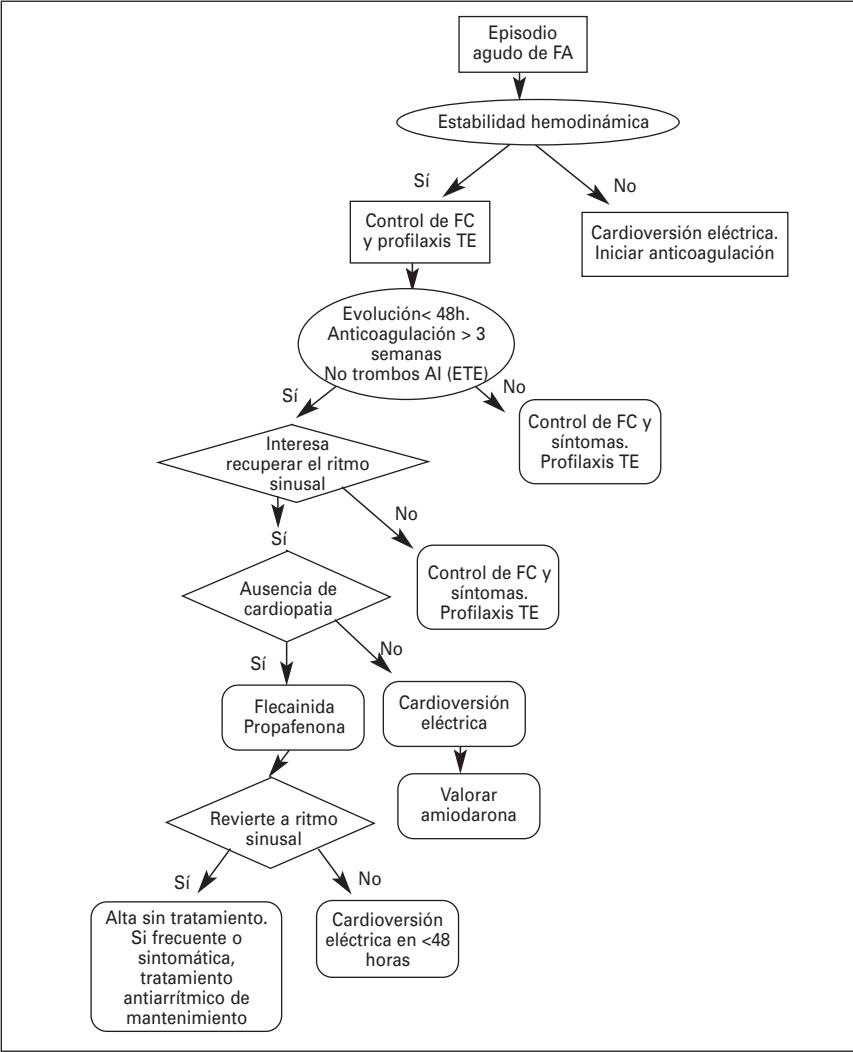 Episodio
agudo de FA
Estabilidad hemodinámica
Sí
No
Control de FC
y profilaxis TE
Cardioversión eléctrica.
Iniciar anticoagulación
Evolución< 48h.
Anticoagulación > 3
semanas
No trombos AI (ETE)
Sí
No
Interesa
recuperar el ritmo
sinusal
Control de FC y
síntomas.
Profilaxis TE
Sí
No
Ausencia de
cardiopatia
Control de FC y
síntomas.
Profilaxis TE
Sí
No
Flecainida
Propafenona
Cardioversión
eléctrica
Valorar
amiodarona
Revierte a ritmo
sinusal
Sí
No
Alta sin tratamiento.
Si frecuente o
sintomática,
tratamiento
antiarrítmico de
mantenimiento
Cardioversión
eléctrica en <48
horas